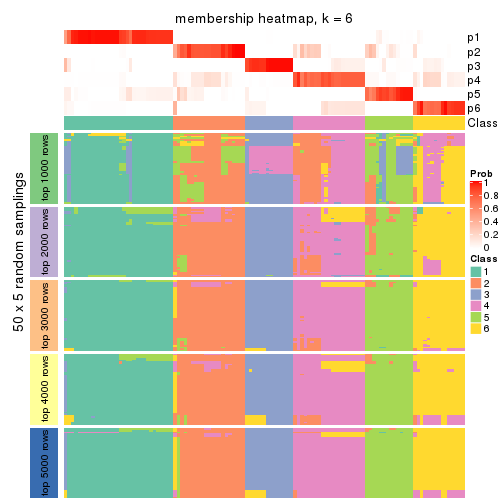 membership heatmap, k = 6
p1
p2
p3
p4
p5
p6
Class
50 x 5 random samplings
top 1000 rows
top 2000 rows
top 3000 rows
top 4000 rows
top 5000 rows
Prob
1
0.8
0.6
0.4
0.2
0
Class
1
2
3
4
5
6